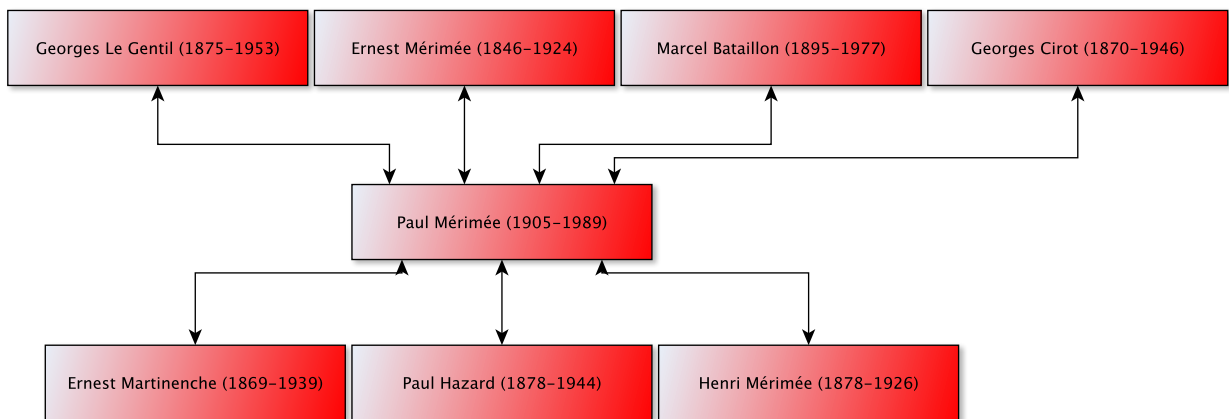 Georges Le Gentil (1875-1953)
Ernest Mérimée (1846-1924)
Marcel Bataillon (1895-1977)
Georges Cirot (1870-1946)
Paul Mérimée (1905-1989)
Ernest Martinenche (1869-1939)
Paul Hazard (1878-1944)
Henri Mérimée (1878-1926)